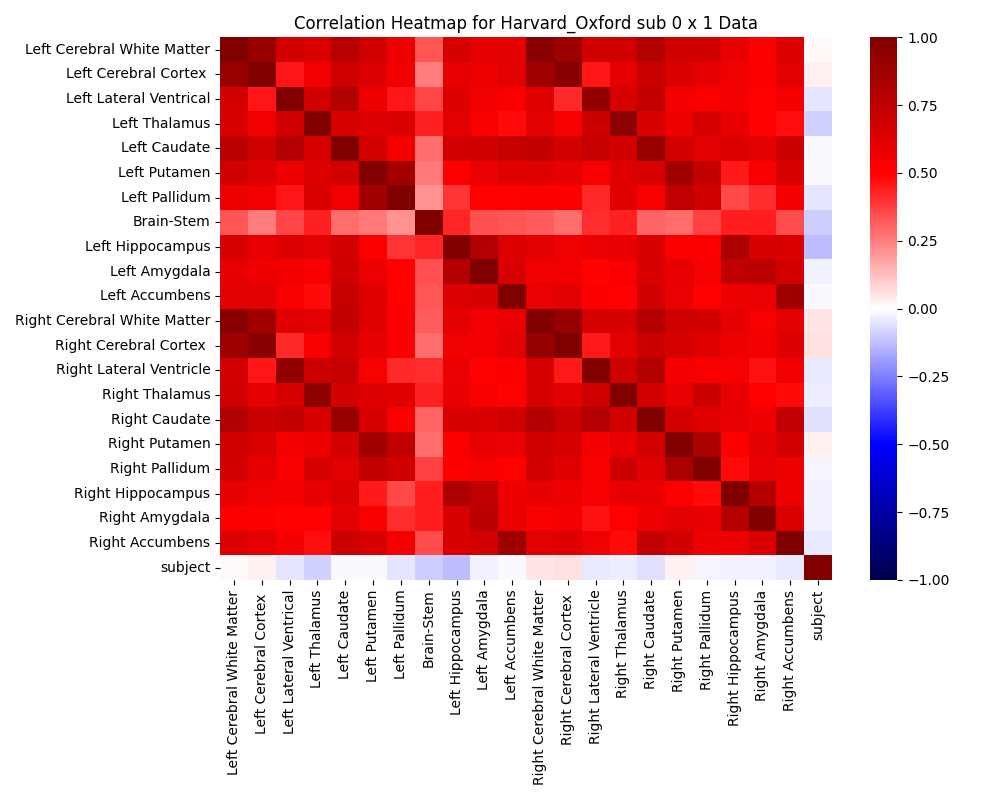 Correlation Heatmap for Harvard_Oxford sub 0 x 1 Data
Left Cerebral White Matter
Left Cerebral Cortex
Left Lateral Ventrical
Left Thalamus
Left Caudate
Left Putamen
Left Pallidum
Brain-Stem
Left Hippocampus
Left Amygdala
Left Accumbens
Right Cerebral White Matter
Right Cerebral Cortex
Right Lateral Ventricle
Right Thalamus
Right Caudate
Right Putamen
Right Pallidum
Right Hippocampus
Right Amygdala
Right Accumbens
subject
Left Cerebral White Matter
Left Cerebral Cortex
Left Lateral Ventrical
Left Thalamus
Left Caudate
Left Putamen
Left Pallidum
Brain-Stem
Left Hippocampus
Left Amygdala
Left Accumbens
Right Cerebral White Matter
Right Cerebral Cortex
Right Lateral Ventricle
Right Thalamus
Right Caudate
Right Putamen
Right Pallidum
Right Hippocampus
Right Amygdala
Right Accumbens
subject
1.00
0.75
0.50
0.25
0.00
−0.25
−0.50
−0.75
−1.00